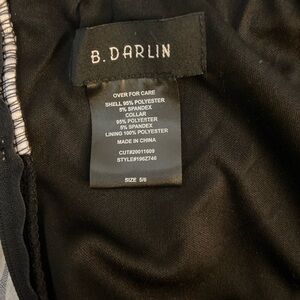 B. DARLIN
OVER FOR CARE
SHELL 95% POLYESTER
5% SPANDEX
COLLAR
95% POLYESTER
5% SPANDEX
LINING 100% POLYESTER
MADE IN CHINA
CUT#20011609
STYLE#196Z746
SIZE 5/6